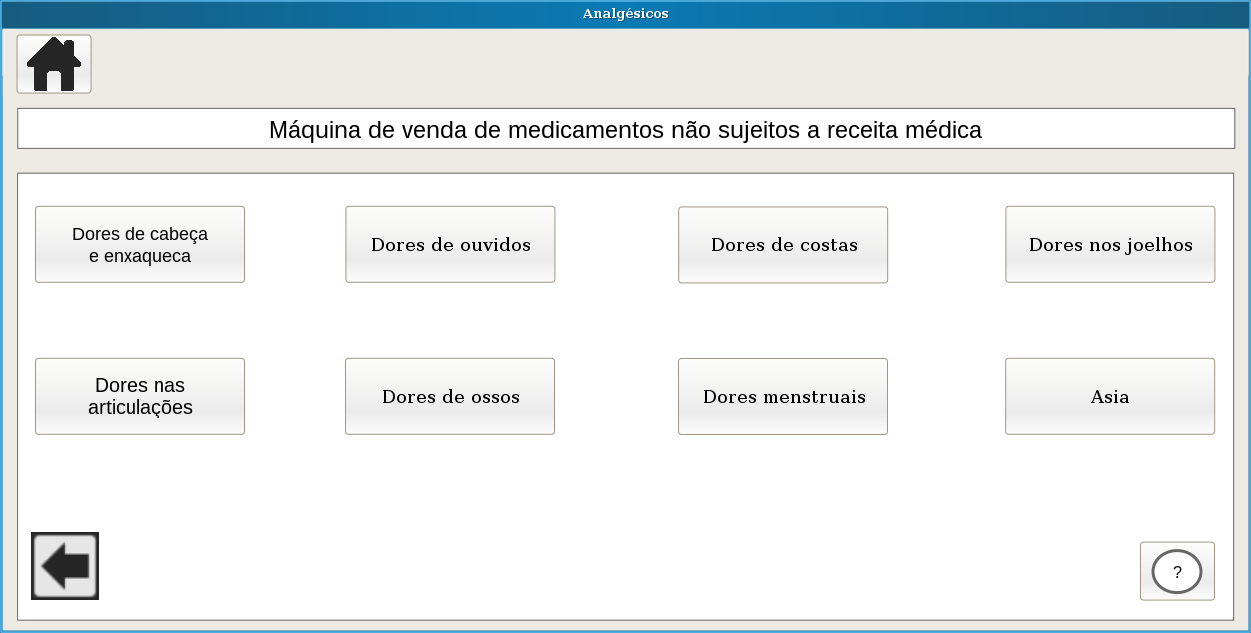 Analgésicos
Máquina de venda de medicamentos não sujeitos a receita médica
Dores de cabeça
e enxaqueca
Dores de ouvidos
Dores de costas
Dores nos joelhos
Dores nas
articulações
Dores de ossos
Dores menstruais
Asia
?